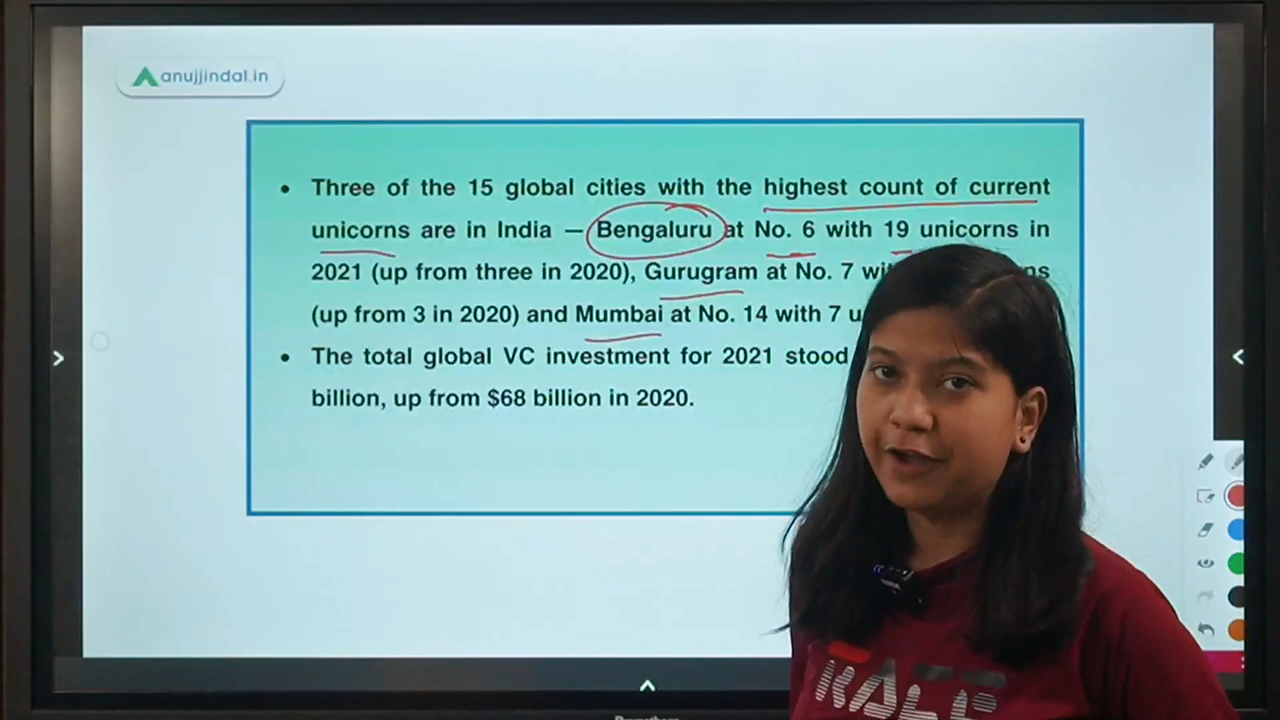 anujjindal.in
• Three of the 15 global cities with the highest count of current
unicorns are in India — Bengaluru at No. 6 with 19 unicorns in
2021 (up from three in 2020), Gurugram at No. 7
(up from 3 in 2020) and Mumbai at No. 14 with 7
• The total global VC investment for 2021 stood
billion, up from $68 billion in 2020.